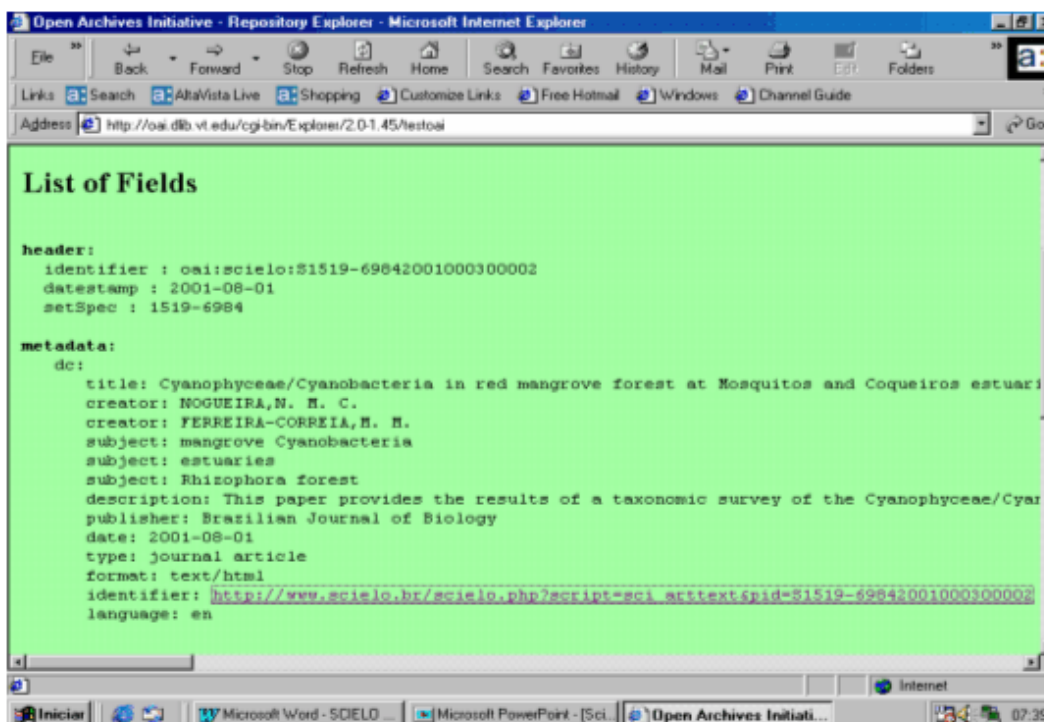 Open Archives Initiative - Repository Explorer - Microsoft Internet Explorer
File Back Forward Stop Refresh Home Search Favorites History Mail Print Edit Folders
Links Search AltaVista Live Shopping Customize Links Free Hotmail Windows Channel Guide
Address http://oai.dlib.vt.edu/cgi-bin/Explorer/2.0-1.45/testoai Go
List of Fields
header:
identifier : oai:scielo:S1519-69842001000300002
datestamp : 2001-08-01
setSpec : 1519-6984
metadata:
dc:
title: Cyanophyceae/Cyanobacteria in red mangrove forest at Mosquitos and Coqueiros estuari
creator: NOGUEIRA,N. M. C.
creator: FERREIRA-CORREIA,M. M.
subject: mangrove Cyanobacteria
subject: estuaries
subject: Rhizophora forest
description: This paper provides the results of a taxonomic survey of the Cyanophyceae/Cyan
publisher: Brazilian Journal of Biology
date: 2001-08-01
type: journal article
format: text/html
identifier: http://www.scielo.br/scielo.php?script=sci_arttext&pid=S1519-69842001000300002
language: en
Internet
Iniciar Microsoft Word - SCIELO ... Microsoft PowerPoint - [Sci... Open Archives Initiati... 07:39